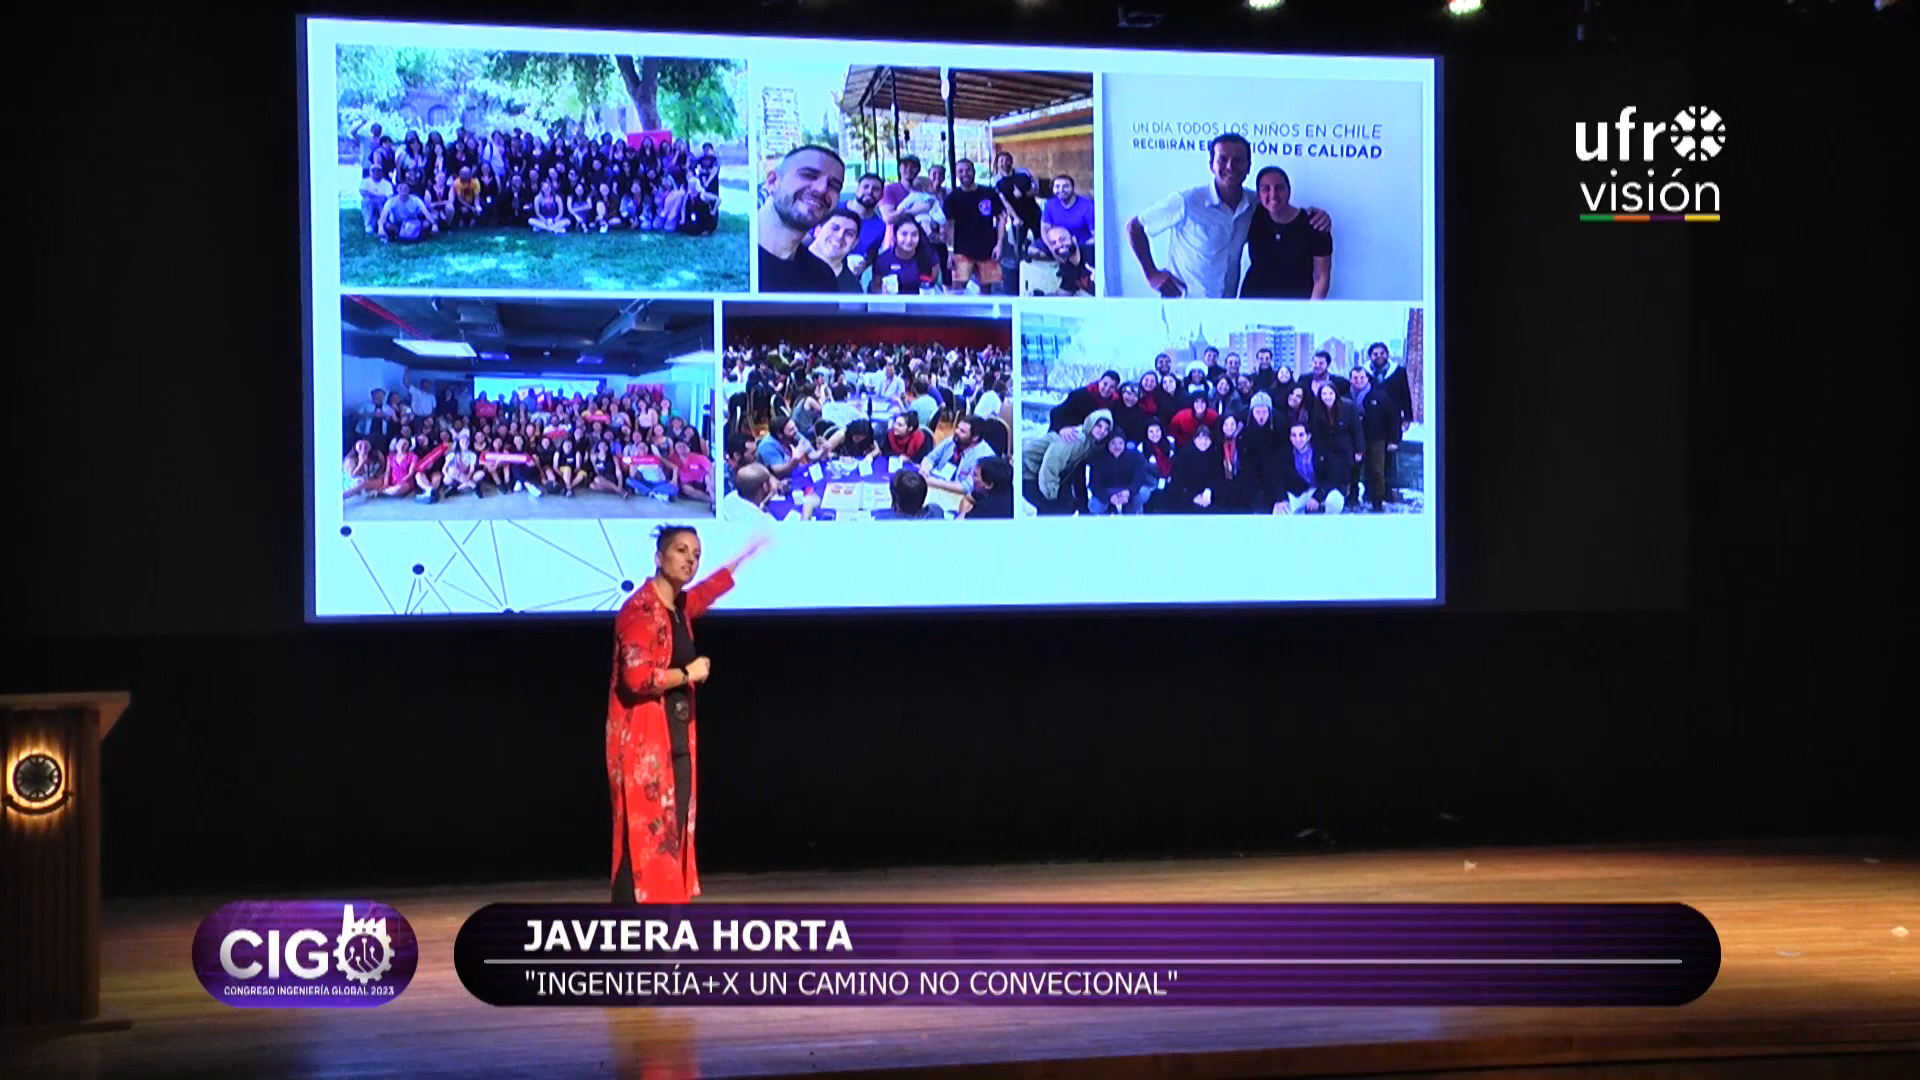 ufro
visión
UN DÍA TODOS LOS NIÑOS EN CHILE
RECIBIRÁN DE CALIDAD
JAVIERA HORTA
"INGENIERÍA+X UN CAMINO NO CONVECIONAL"
CIGO
CONGRESO INGENIERÍA GLOBAL 2023